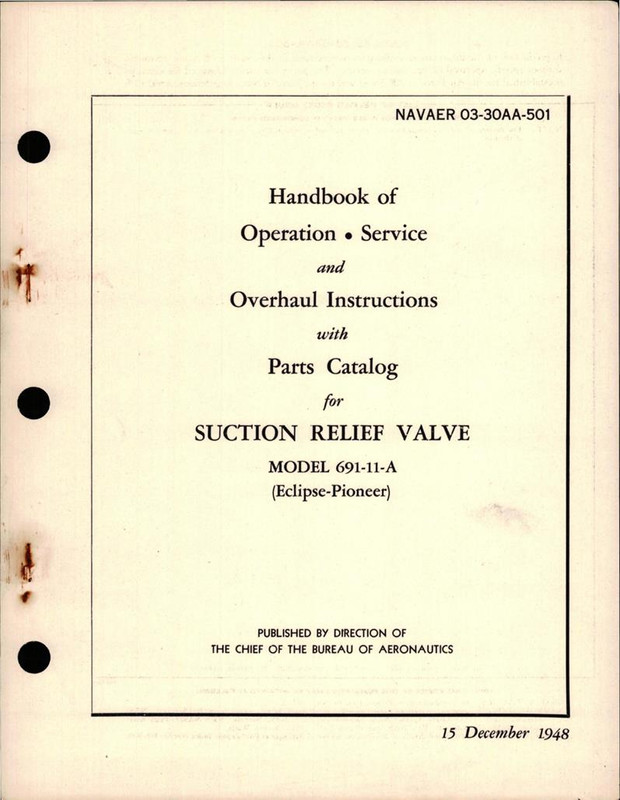 NAVAER 03-30AA-501
Handbook of
Operation • Service
and
Overhaul Instructions
with
Parts Catalog
for
SUCTION RELIEF VALVE
MODEL 691-11-A
(Eclipse-Pioneer)
PUBLISHED BY DIRECTION OF
THE CHIEF OF THE BUREAU OF AERONAUTICS
15 December 1948